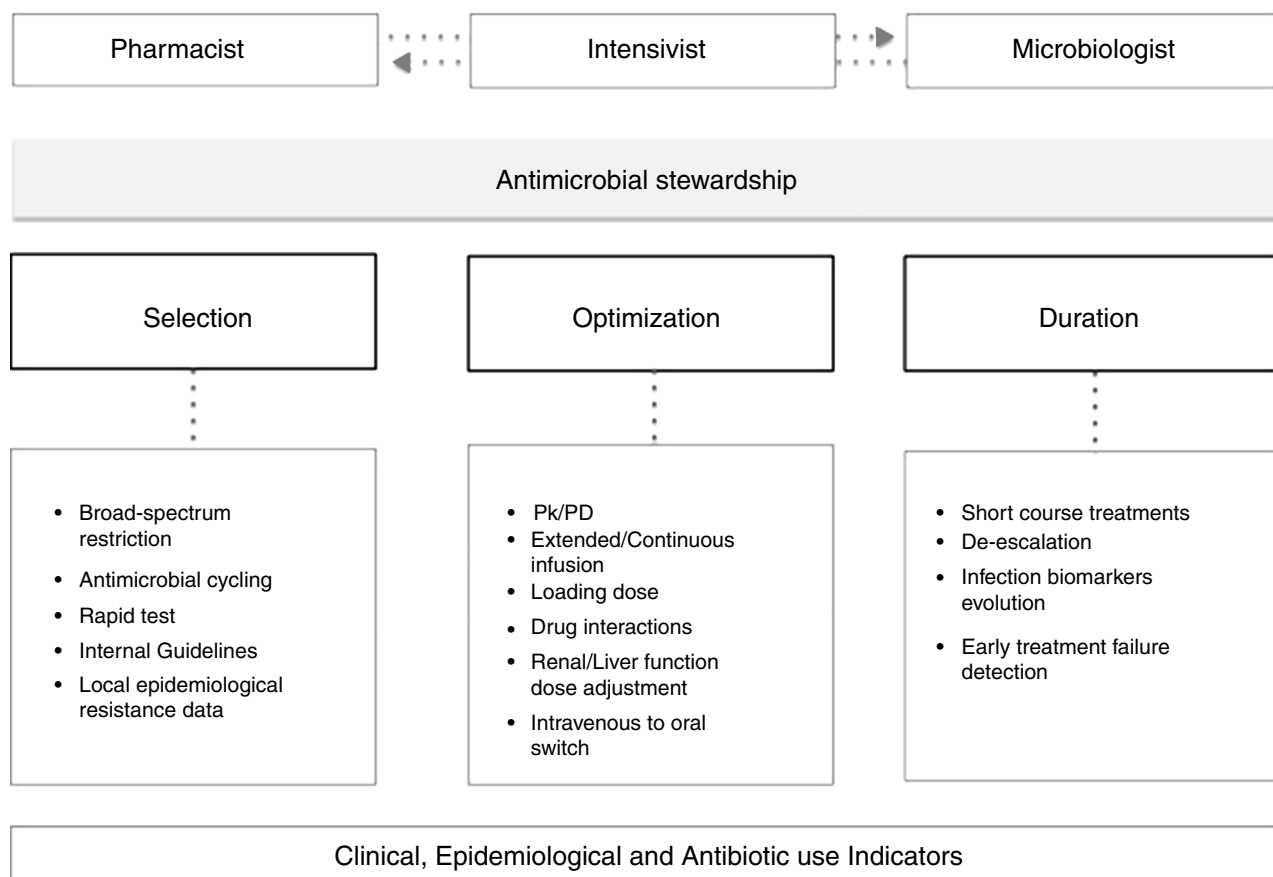 Pharmacist
Intensivist
Microbiologist
Antimicrobial stewardship
Selection
Optimization
Duration
• Broad-spectrum
restriction
• Antimicrobial cycling
• Rapid test
• Internal Guidelines
• Local epidemiological
resistance data
• Pk/PD
• Extended/Continuous
infusion
• Loading dose
• Drug interactions
• Renal/Liver function
dose adjustment
• Intravenous to oral
switch
• Short course treatments
• De-escalation
• Infection biomarkers
evolution
• Early treatment failure
detection
Clinical, Epidemiological and Antibiotic use Indicators